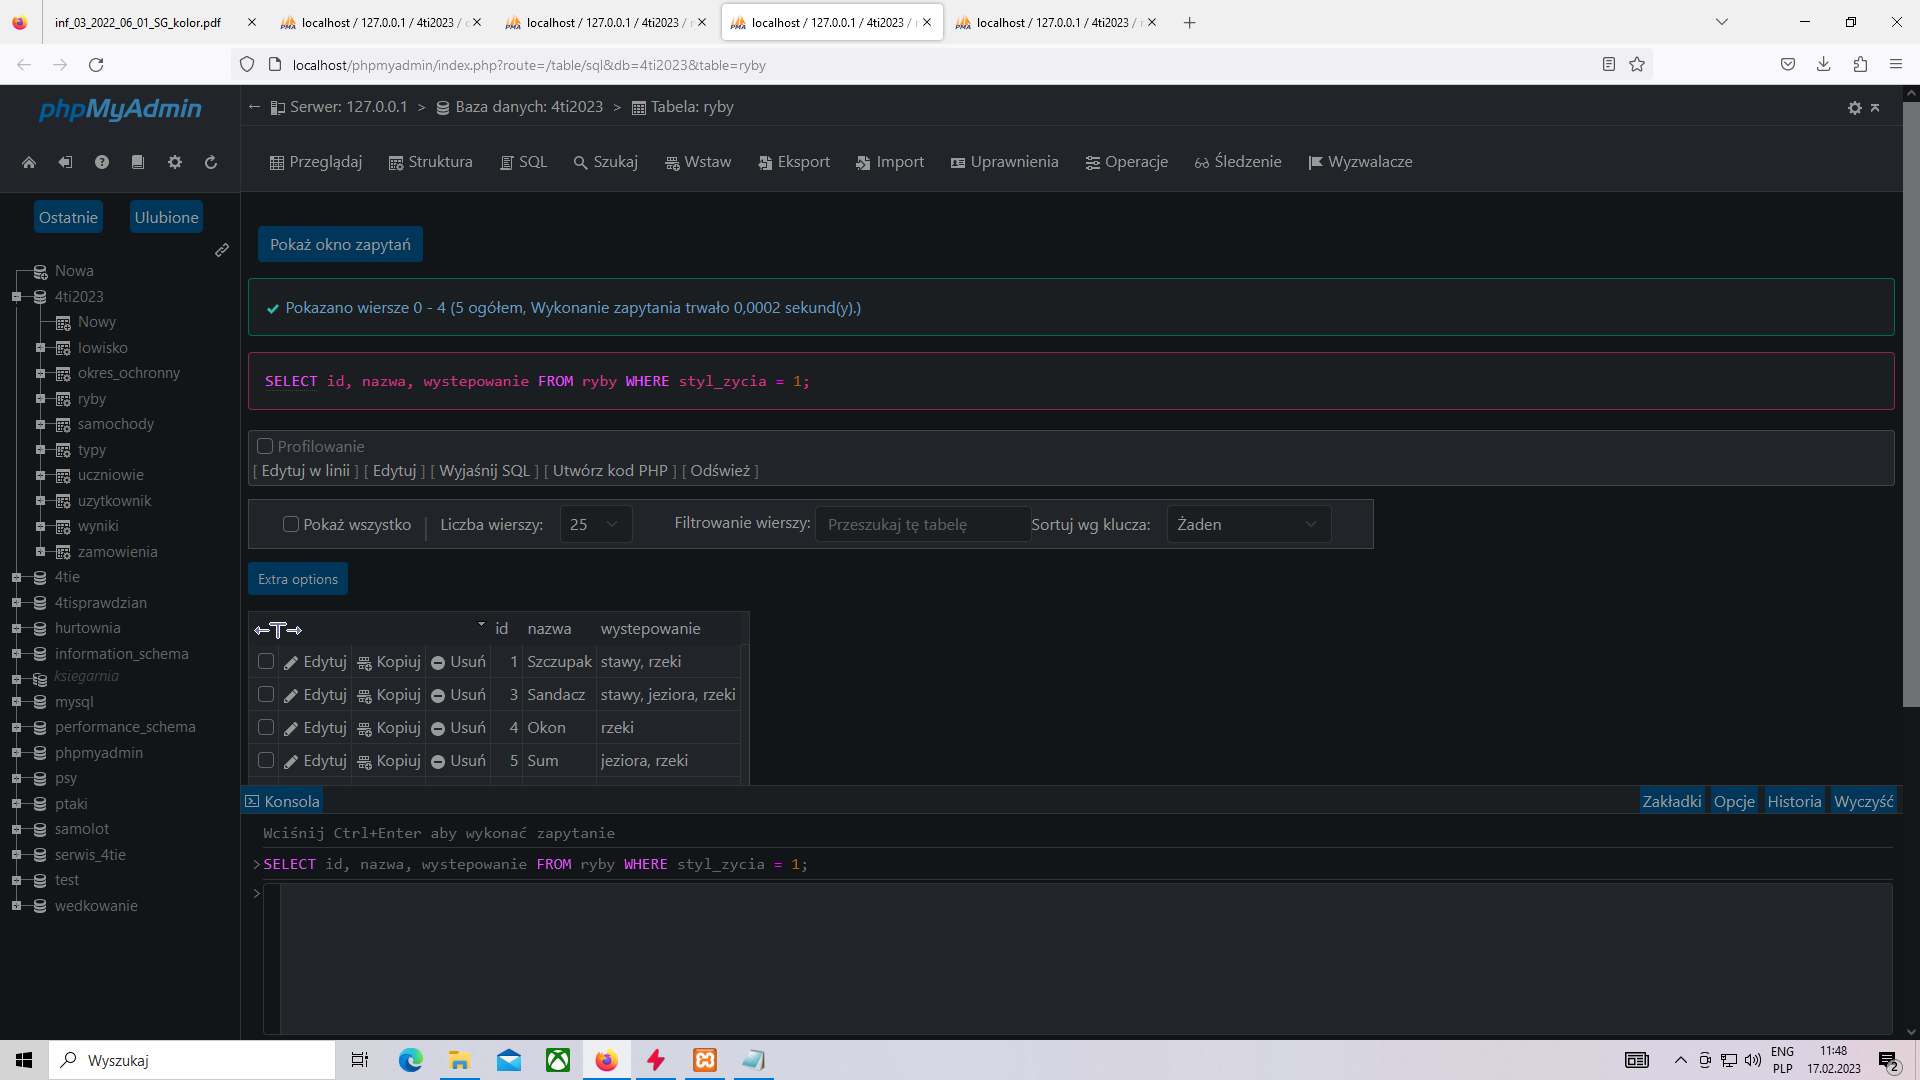 inf_03_2022_06_01_SG_kolor.pdf
localhost / 127.0.0.1 / 4ti2023 /
localhost / 127.0.0.1 / 4ti2023 /
localhost / 127.0.0.1 / 4ti2023 /
localhost / 127.0.0.1 / 4ti2023 /
localhost/phpmyadmin/index.php?route=/table/sql&db=4ti2023&table=ryby
phpMyAdmin
Serwer: 127.0.0.1 > Baza danych: 4ti2023 > Tabela: ryby
Przeglądaj Struktura SQL Szukaj Wstaw Eksport Import Uprawnienia Operacje Śledzenie Wyzwalacze
Ostatnie Ulubione
Nowa
4ti2023
Nowy
lowisko
okres_ochronny
ryby
samochody
typy
uczniowie
uzytkownik
wyniki
zamowienia
4tie
4tisprawdzian
hurtownia
information_schema
ksiegarnia
mysql
performance_schema
phpmyadmin
psy
ptaki
samolot
serwis_4tie
test
wedkowanie
Pokaż okno zapytań
Pokazano wiersze 0 - 4 (5 ogółem, Wykonanie zapytania trwało 0,0002 sekund(y).)
SELECT id, nazwa, wystepowanie FROM ryby WHERE styl_zycia = 1;
Profilowanie
[ Edytuj w linii ] [ Edytuj ] [ Wyjaśnij SQL ] [ Utwórz kod PHP ] [ Odśwież ]
Pokaż wszystko | Liczba wierszy: 25 Filtrowanie wierszy: Przeszukaj tę tabelę Sortuj wg klucza: Żaden
Extra options
←T→ id nazwa wystepowanie
Edytuj Kopiuj Usuń 1 Szczupak stawy, rzeki
Edytuj Kopiuj Usuń 3 Sandacz stawy, jeziora, rzeki
Edytuj Kopiuj Usuń 4 Okon rzeki
Edytuj Kopiuj Usuń 5 Sum jeziora, rzeki
Konsola Zakładki Opcje Historia Wyczyść
Wciśnij Ctrl+Enter aby wykonać zapytanie
>SELECT id, nazwa, wystepowanie FROM ryby WHERE styl_zycia = 1;
>
Wyszukaj
ENG
PLP
11:48
17.02.2023
2